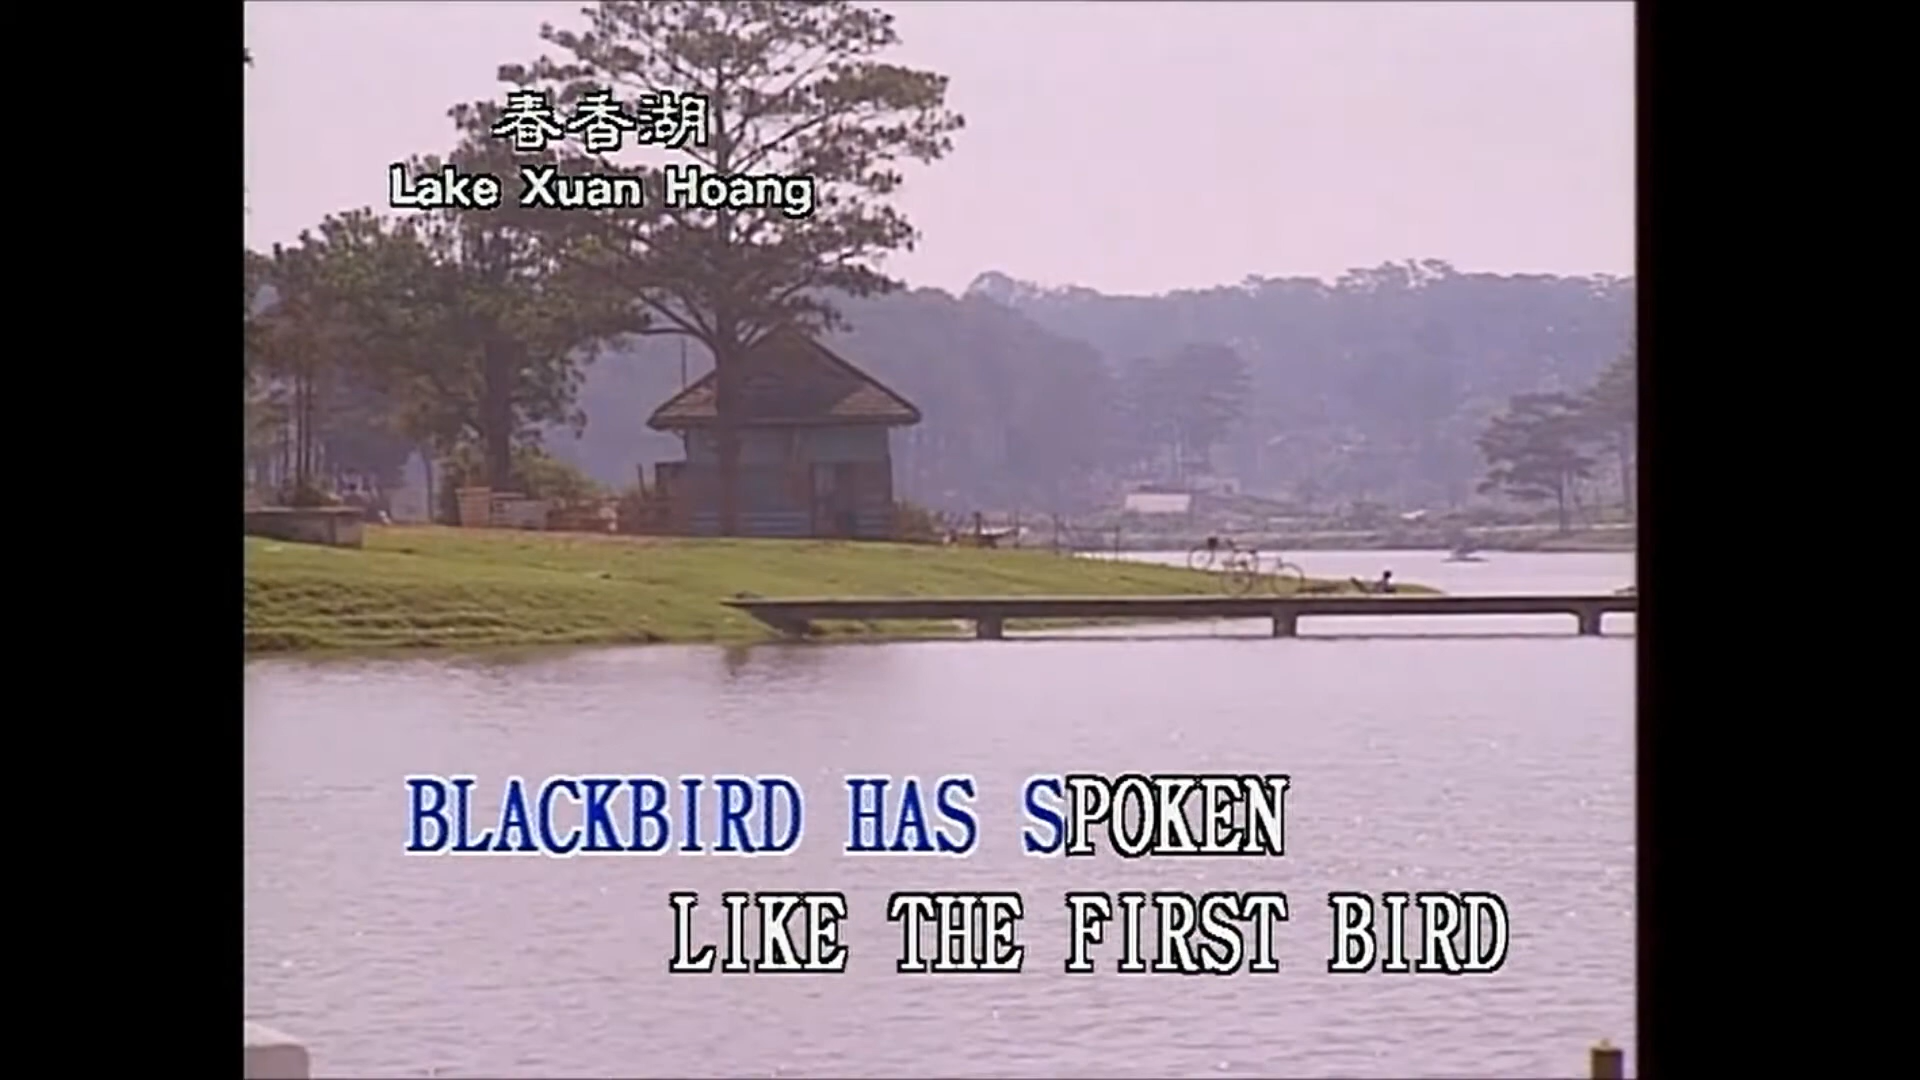 春香湖
Lake Xuan Hoang
BLACKBIRD HAS SPOKEN
LIKE THE FIRST BIRD